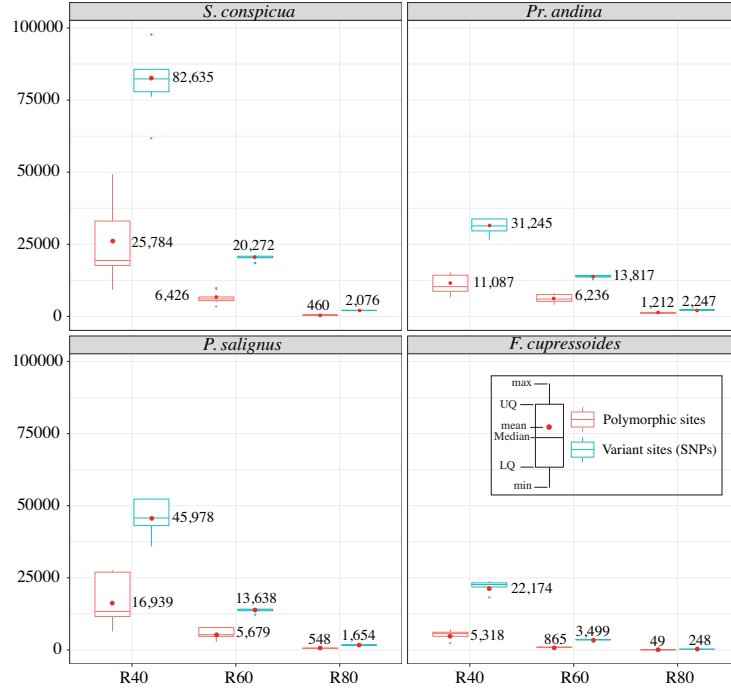 S. conspicua
Pr. andina
100000
75000
50000
25000
0
82,635
25,784
20,272
6,426
460
2,076
31,245
11,087
13,817
6,236
1,212
2,247
P. salignus
F. cupressoides
100000
75000
50000
25000
0
45,978
16,939
13,638
5,679
548
1,654
max
UQ
mean
Median
LQ
min
Polymorphic sites
Variant sites (SNPs)
22,174
5,318
865
3,499
49
248
R40
R60
R80
R40
R60
R80